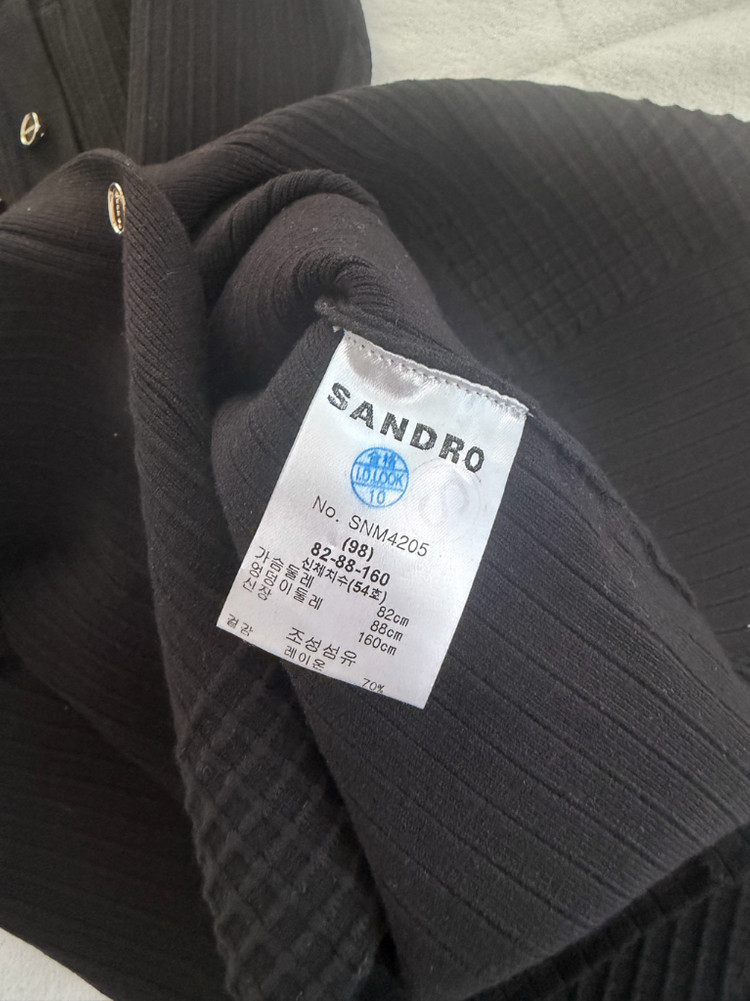 SANDRO
合格
I.D.LOOK
10
No. SNM4205
(98)
82-88-160
신체치수(54호)
가슴둘레 82cm
엉덩이둘레 88cm
신장 160cm
조성섬유
겉감
레이온 70%